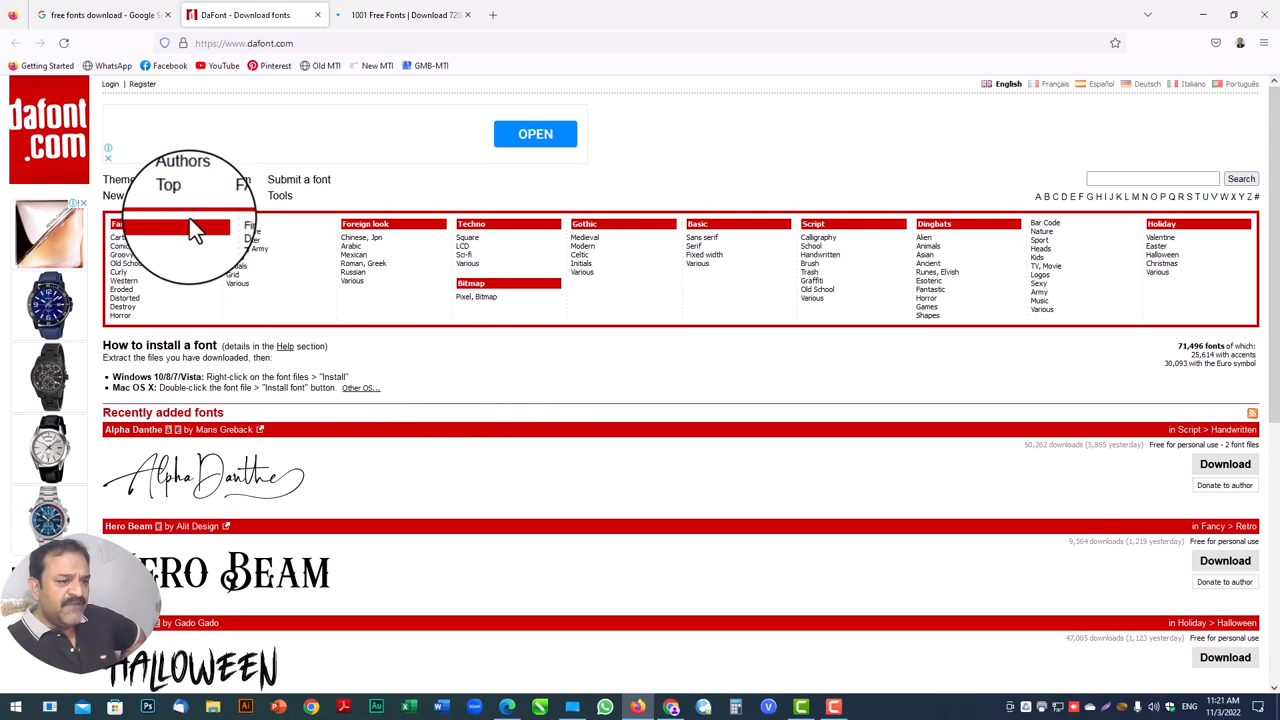 free fonts download - Google S
DaFont - Download fonts
1001 Free Fonts | Download 720
https://www.dafont.com
Getting Started
WhatsApp
Facebook
YouTube
Pinterest
Old MTI
New MTI
GMB-MTI
dafont
.com
Login | Register
English
Français
Español
Deutsch
Italiano
Português
OPEN
Authors
Top
Submit a font
New
Tools
Search
A B C D E F G H I J K L M N O P Q R S T U V W X Y Z #
Curly
Western
Eroded
Distorted
Destroy
Horror
Army
Grid
Various
Foreign look
Chinese, Jpn
Arabic
Mexican
Roman, Greek
Russian
Various
Techno
Square
LCD
Sci-fi
Various
Bitmap
Pixel, Bitmap
Gothic
Medieval
Modern
Celtic
Initials
Various
Basic
Sans serif
Serif
Fixed width
Various
Script
Calligraphy
School
Handwritten
Brush
Trash
Graffiti
Old School
Various
Dingbats
Alien
Animals
Asian
Ancient
Runes, Elvish
Esoteric
Fantastic
Horror
Games
Shapes
Bar Code
Nature
Sport
Heads
Kids
TV, Movie
Logos
Sexy
Army
Music
Various
Holiday
Valentine
Easter
Halloween
Christmas
Various
How to install a font (details in the Help section)
Extract the files you have downloaded, then:
Windows 10/8/7/Vista: Right-click on the font files > "Install"
Mac OS X: Double-click the font file > "Install font" button. Other OS...
71,496 fonts of which:
25,614 with accents
30,093 with the Euro symbol
Recently added fonts
Alpha Danthe à € by Mans Greback
in Script > Handwritten
50,262 downloads (5,855 yesterday) Free for personal use - 2 font files
Alpha Danthe
Download
Donate to author
Hero Beam € by Alit Design
in Fancy > Retro
9,564 downloads (1,219 yesterday) Free for personal use
Hero Beam
Download
Donate to author
by Gado Gado
in Holiday > Halloween
47,085 downloads (1,123 yesterday) Free for personal use
HALLOWEEN
Download
ENG
11:21 AM
11/3/2022